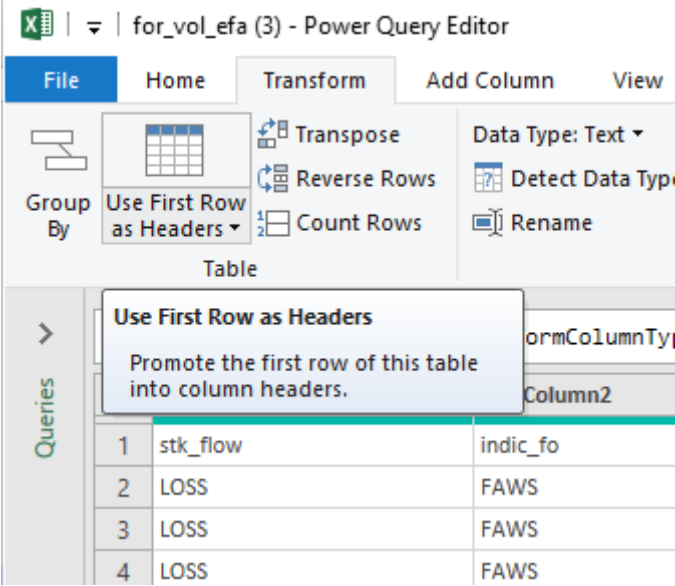 for_vol_efa (3) - Power Query Editor
File Home Transform Add Column View
Transpose Data Type: Text
Reverse Rows Detect Data Type
Group By
Use First Row as Headers
Count Rows Rename
Table
Use First Row as Headers
Promote the first row of this table
into column headers.
ormColumnTyp
Column2
Queries
1 stk_flow indic_fo
2 LOSS FAWS
3 LOSS FAWS
4 LOSS FAWS